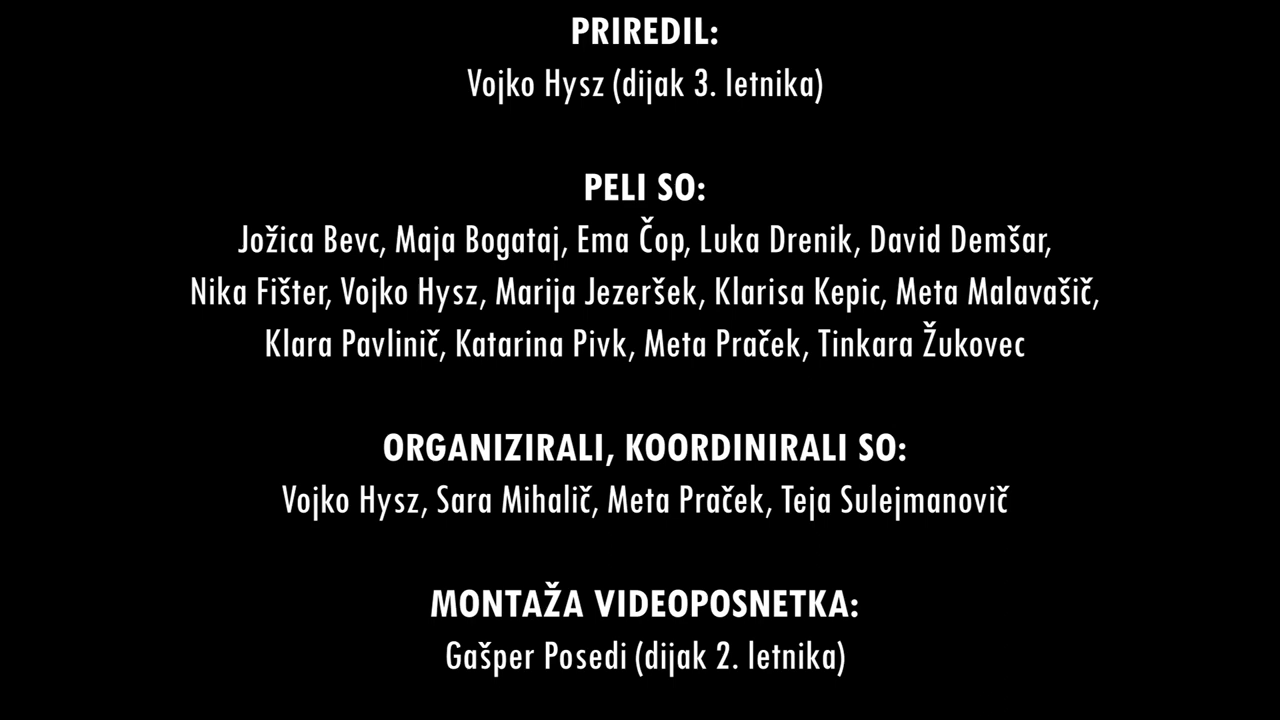 PRIREDIL:
Vojko Hysz (dijak 3. letnika)
PELI SO:
Jožica Bevc, Maja Bogataj, Ema Čop, Luka Drenik, David Demšar,
Nika Fišter, Vojko Hysz, Marija Jezeršek, Klarisa Kepic, Meta Malavašič,
Klara Pavlinič, Katarina Pivk, Meta Praček, Tinkara Žukovec
ORGANIZIRALI, KOORDINIRALI SO:
Vojko Hysz, Sara Mihalič, Meta Praček, Teja Sulejmanovič
MONTAŽA VIDEOPOSNETKA:
Gašper Posedi (dijak 2. letnika)